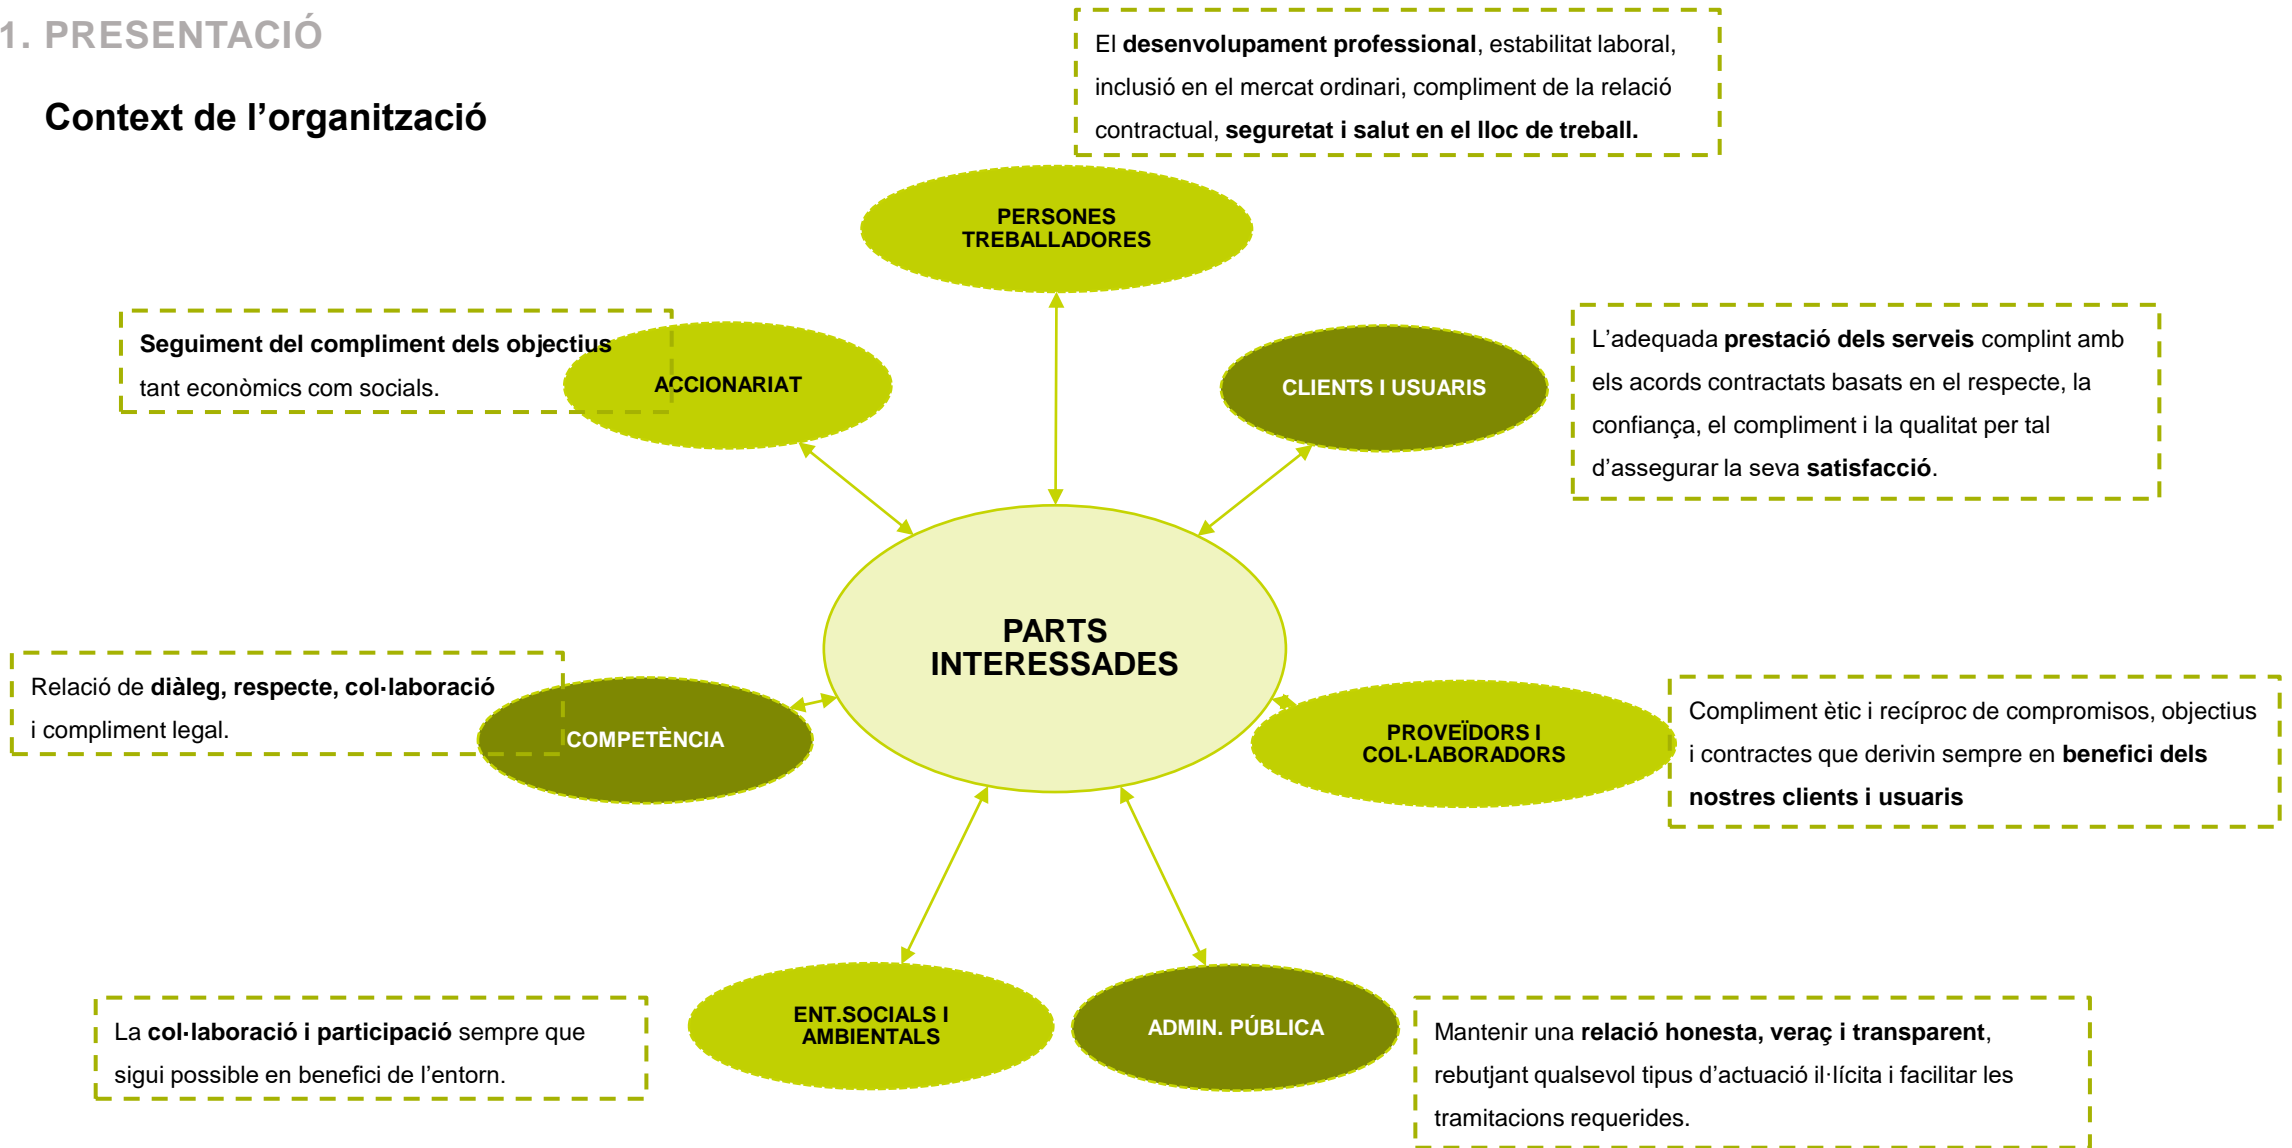 1. PRESENTACIÓ
Context de l’organització
El desenvolupament professional, estabilitat laboral,
inclusió en el mercat ordinari, compliment de la relació
contractual, seguretat i salut en el lloc de treball.
PERSONES
TREBALLADORES
Seguiment del compliment dels objectius
tant econòmics com socials.
ACCIONARIAT
CLIENTS I USUARIS
L’adequada prestació dels serveis complint amb
els acords contractats basats en el respecte, la
confiança, el compliment i la qualitat per tal
d’assegurar la seva satisfacció.
PARTS
INTERESSADES
Relació de diàleg, respecte, col·laboració
i compliment legal.
COMPETÈNCIA
PROVEÏDORS I
COL·LABORADORS
Compliment ètic i recíproc de compromisos, objectius
i contractes que derivin sempre en benefici dels
nostres clients i usuaris
La col·laboració i participació sempre que
sigui possible en benefici de l’entorn.
ENT.SOCIALS I
AMBIENTALS
ADMIN. PÚBLICA
Mantenir una relació honesta, veraç i transparent,
rebutjant qualsevol tipus d’actuació il·lícita i facilitar les
tramitacions requerides.